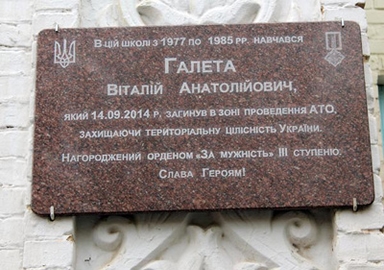 В цій школі з 1977 по 1985 рр. навчався
Галета
Віталій Анатолійович,
який 14.09.2014 р. загинув в зоні проведення АТО,
захищаючи територіальну цілісність України.
Нагороджений орденом «За мужність» III ступеню.
Слава Героям!